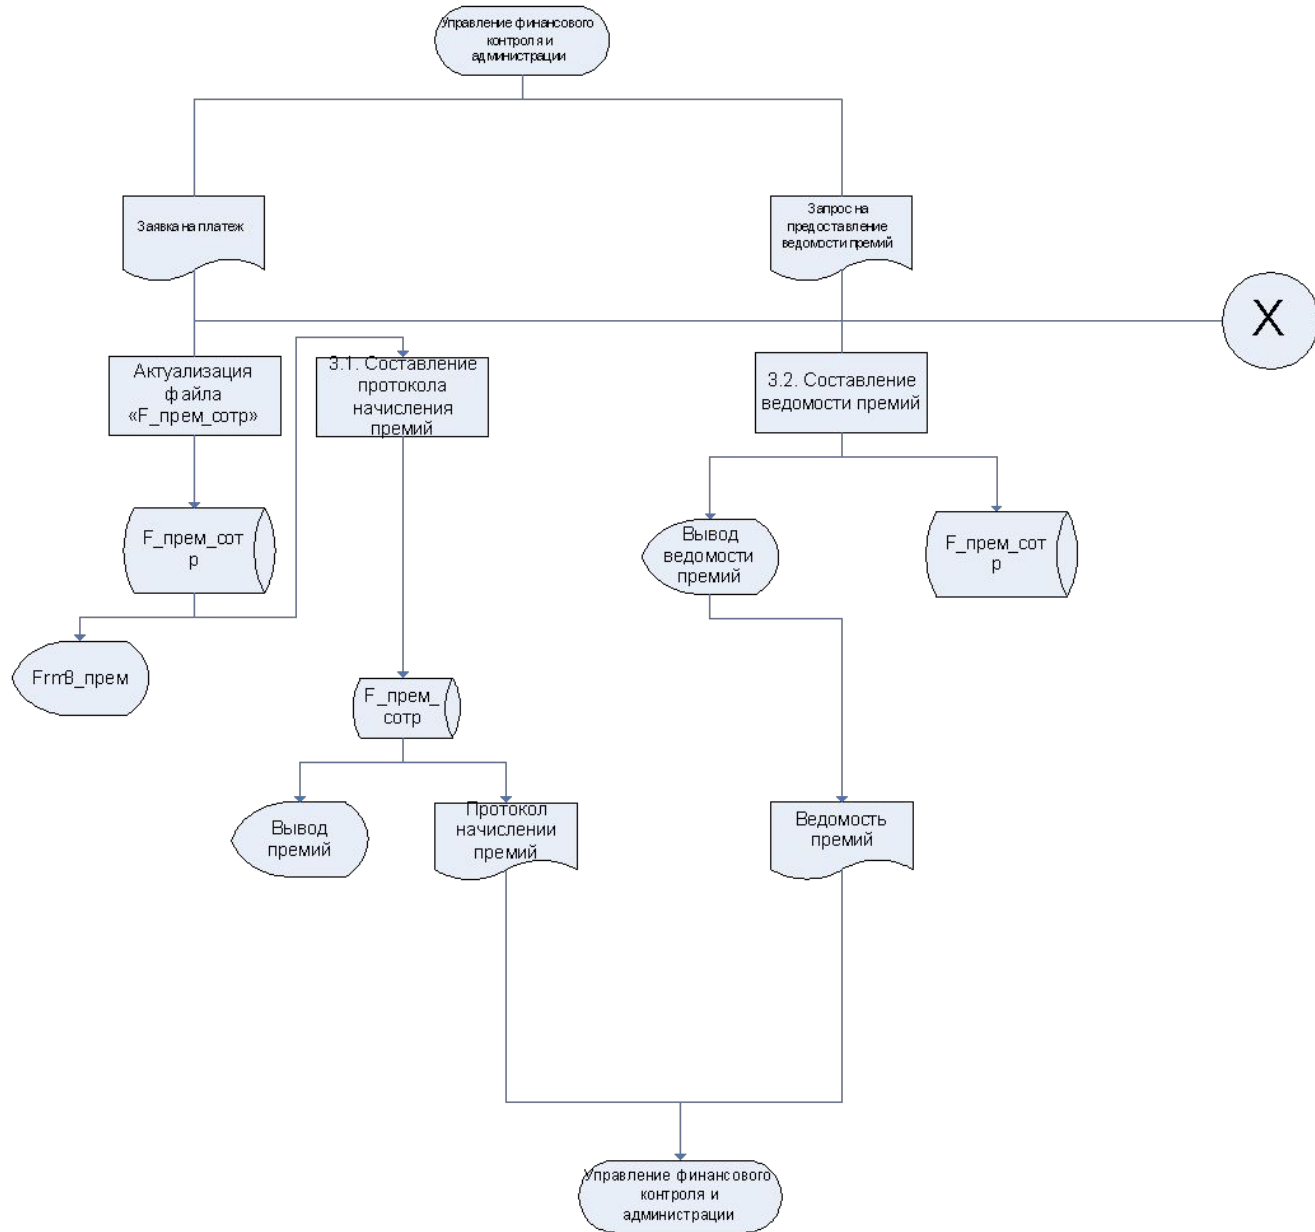 Управление финансового
контроля и
администрации
Заявка на платеж
Запрос на
предоставление
ведомости премий
X
Актуализация
файла
«F_прем_сотр»
3.1. Составление
протокола
начисления
премий
3.2. Составление
ведомости премий
F_прем_сот
р
Вывод
ведомости
премий
F_прем_сот
р
Frm8_прем
F_прем_
сотр
Вывод
премий
Протокол
начислении
премий
Ведомость
премий
Управление финансового
контроля и
администрации